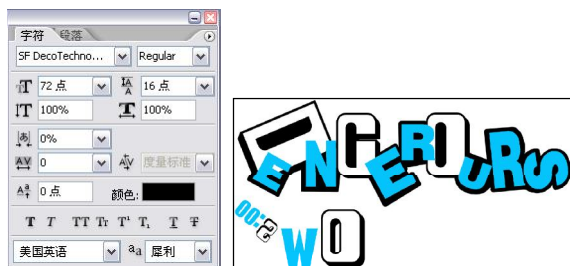 字符 段落
SF DecoTechno... Regular
72 点 16 点
100% 100%
0%
0 度量标准
0 点 颜色:
T T TT Tr T¹ T₁ T T
美国英语 aa 犀利
ENGEROURS
WO